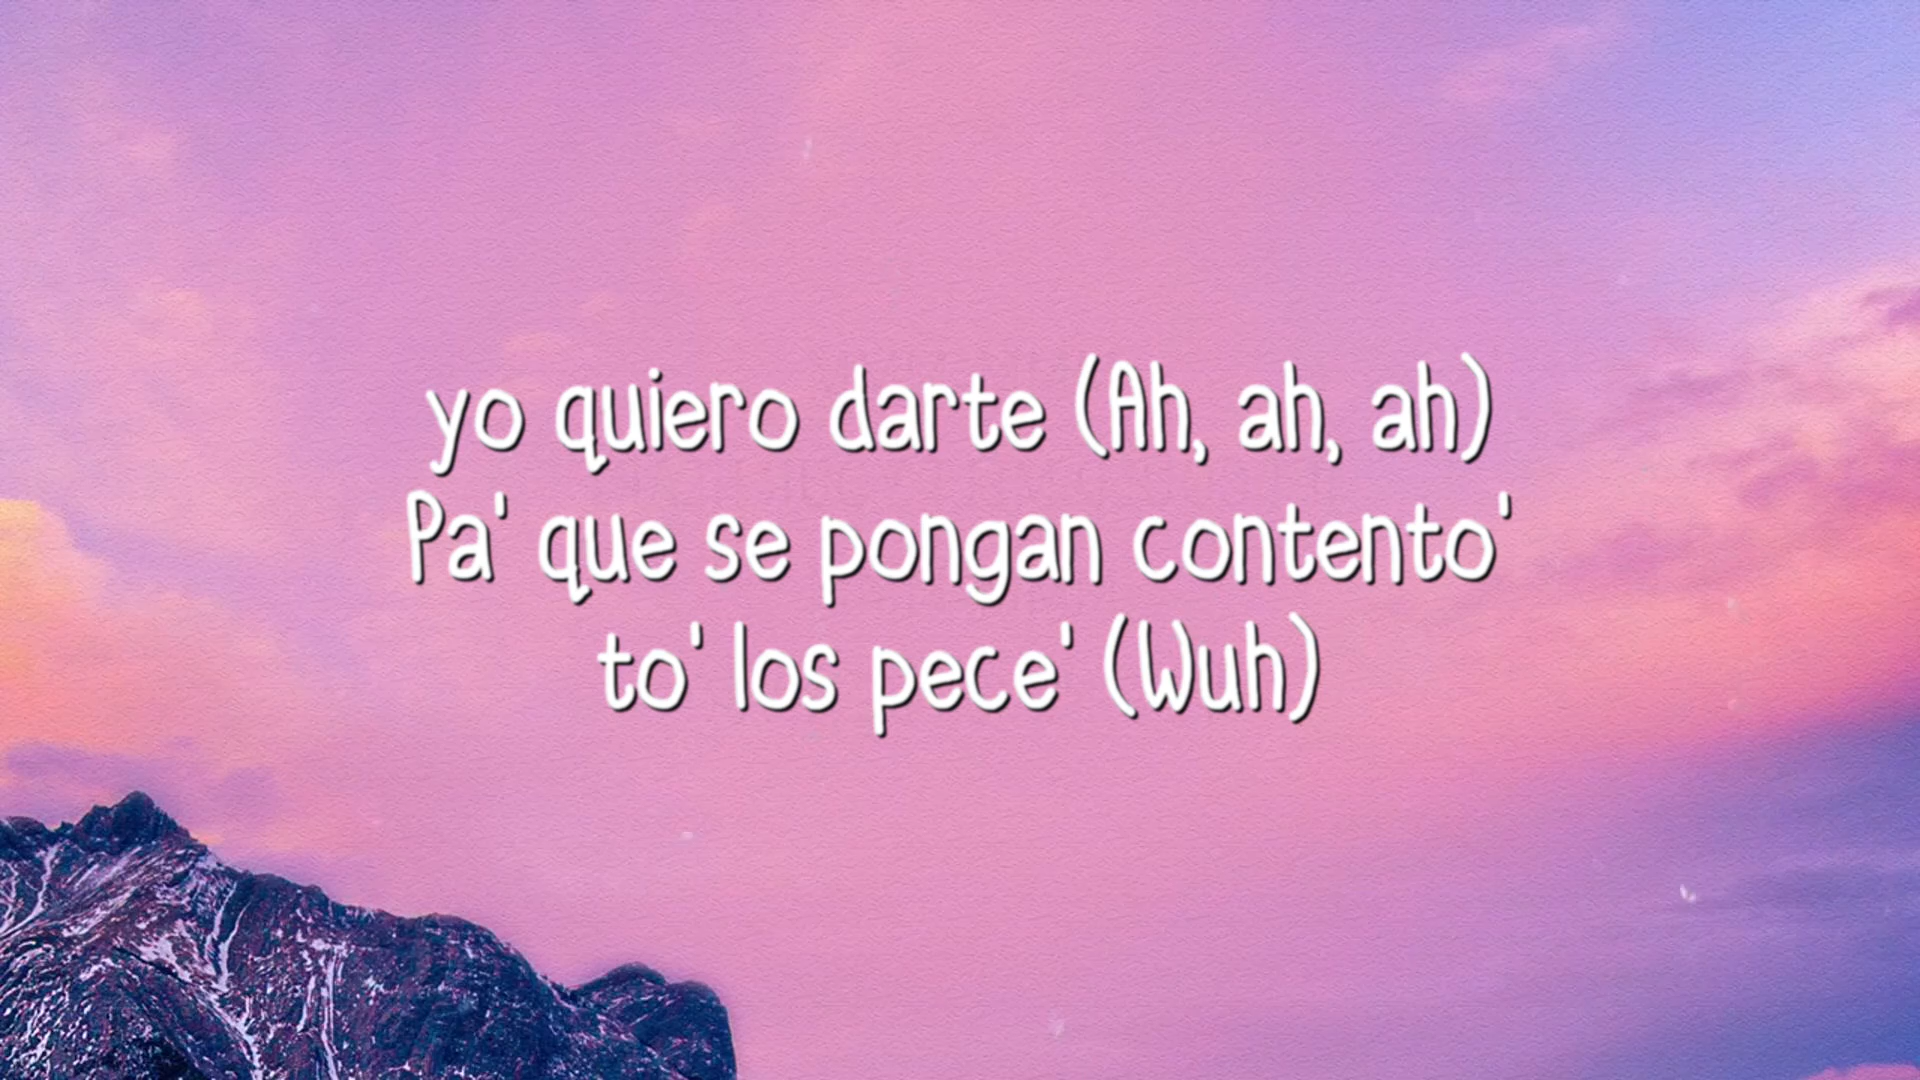 yo quiero darte (Ah, ah, ah)
Pa' que se pongan contento'
to' los pece' (Wuh)